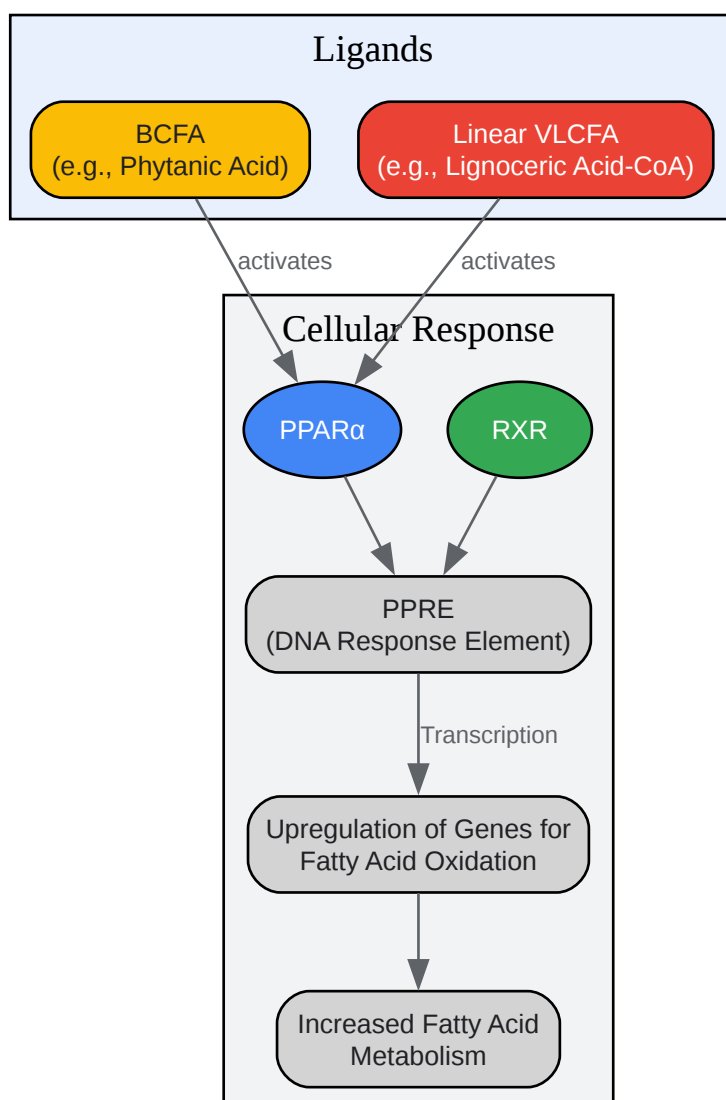 Ligands
BCFA
(e.g., Phytanic Acid)
Linear VLCFA
(e.g., Lignoceric Acid-CoA)
activates
activates
Cellular Response
PPARα
RXR
PPRE
(DNA Response Element)
Transcription
Upregulation of Genes for
Fatty Acid Oxidation
Increased Fatty Acid
Metabolism